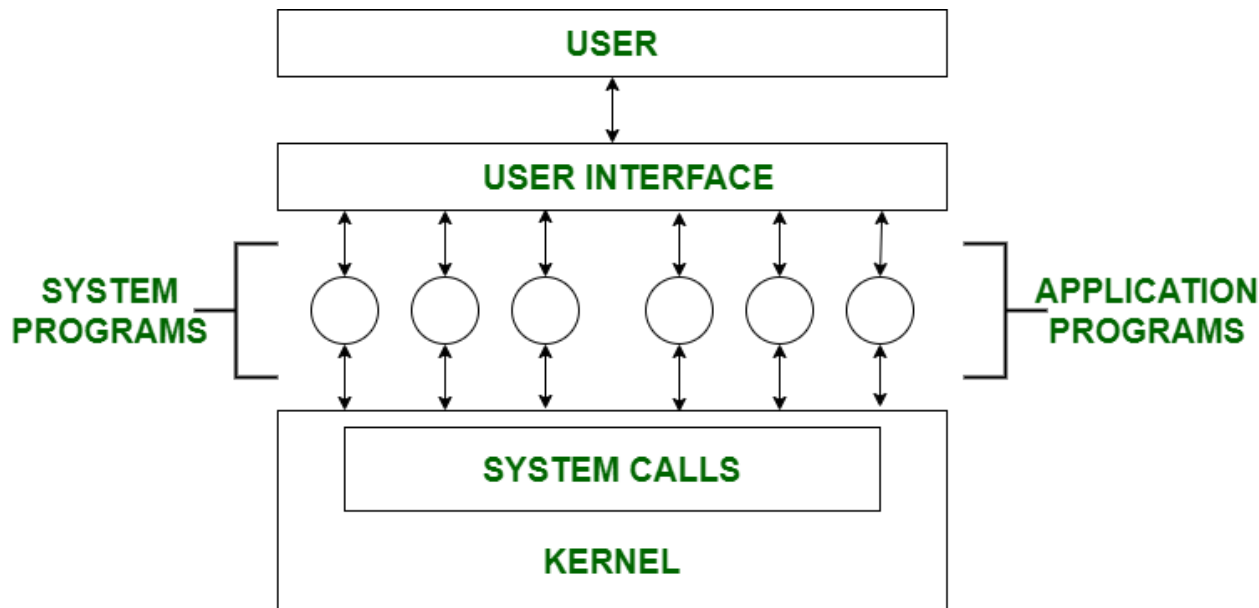 USER
USER INTERFACE
SYSTEM
PROGRAMS
APPLICATION
PROGRAMS
SYSTEM CALLS
KERNEL